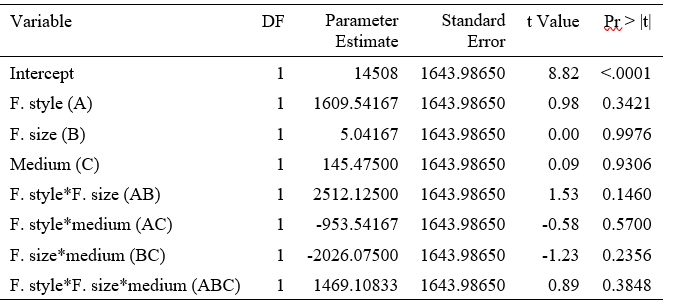 Variable DF Parameter Estimate Standard Error t Value Pr > |t|
Intercept 1 14508 1643.98650 8.82 <.0001
F. style (A) 1 1609.54167 1643.98650 0.98 0.3421
F. size (B) 1 5.04167 1643.98650 0.00 0.9976
Medium (C) 1 145.47500 1643.98650 0.09 0.9306
F. style*F. size (AB) 1 2512.12500 1643.98650 1.53 0.1460
F. style*medium (AC) 1 -953.54167 1643.98650 -0.58 0.5700
F. size*medium (BC) 1 -2026.07500 1643.98650 -1.23 0.2356
F. style*F. size*medium (ABC) 1 1469.10833 1643.98650 0.89 0.3848